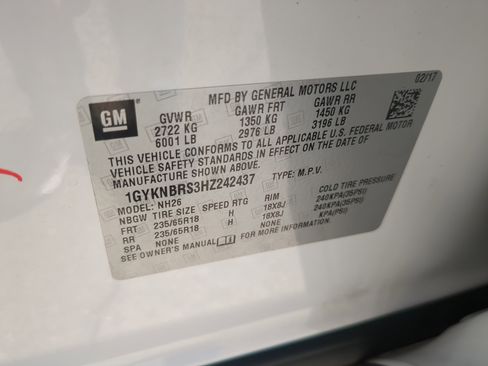 02/17
MFD BY GENERAL MOTORS LLC
GM
GVWR GAWR FRT GAWR RR
2722 KG 1350 KG 1450 KG
6001 LB 2976 LB 3196 LB
THIS VEHICLE CONFORMS TO ALL APPLICABLE U.S. FEDERAL MOTOR
VEHICLE SAFETY STANDARDS IN EFFECT ON THE DATE OF
MANUFACTURE SHOWN ABOVE.
1GYKNBRS3HZ242437 TYPE: M.P.V.
MODEL: NH26
NBGW TIRE SIZE SPEED RTG RIM COLD TIRE PRESSURE
FRT 235/65R18 H 18X8J 240KPA(35PSI)
RR 235/65R18 H 18X8J 240KPA(35PSI)
SPA NONE NONE KPA(PSI)
SEE OWNER'S MANUAL FOR MORE INFORMATION.